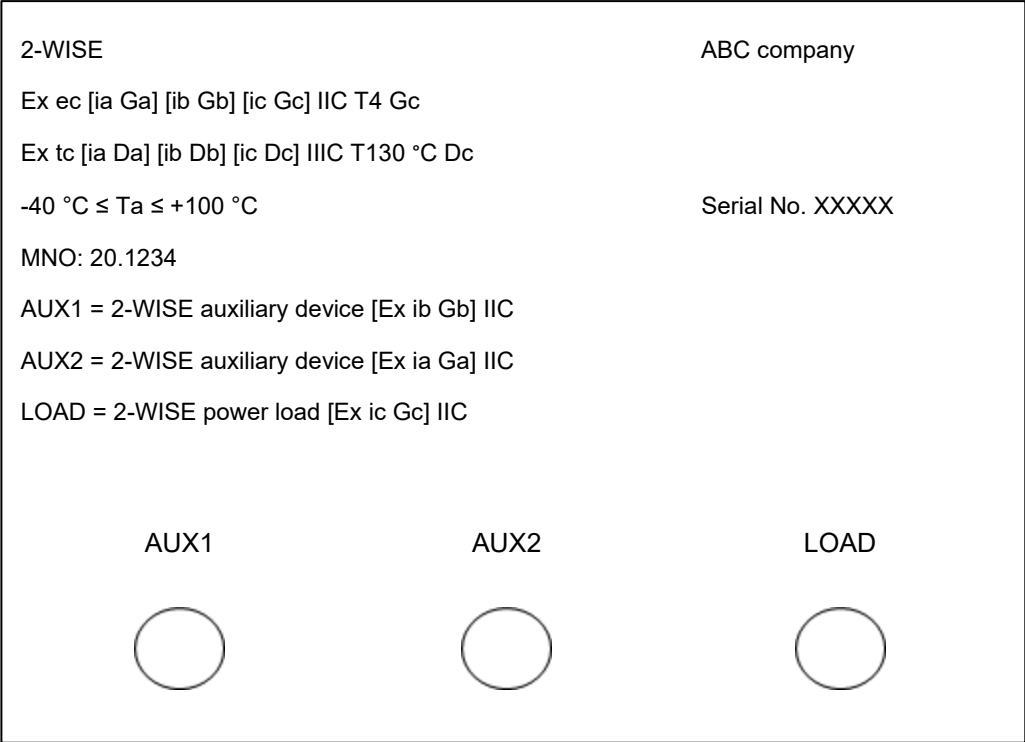 2-WISE ABC company
Ex ec [ia Ga] [ib Gb] [ic Gc] IIC T4 Gc
Ex tc [ia Da] [ib Db] [ic Dc] IIIC T130 °C Dc
-40 °C ≤ Ta ≤ +100 °C Serial No. XXXXX
MNO: 20.1234
AUX1 = 2-WISE auxiliary device [Ex ib Gb] IIC
AUX2 = 2-WISE auxiliary device [Ex ia Ga] IIC
LOAD = 2-WISE power load [Ex ic Gc] IIC
AUX1 AUX2 LOAD